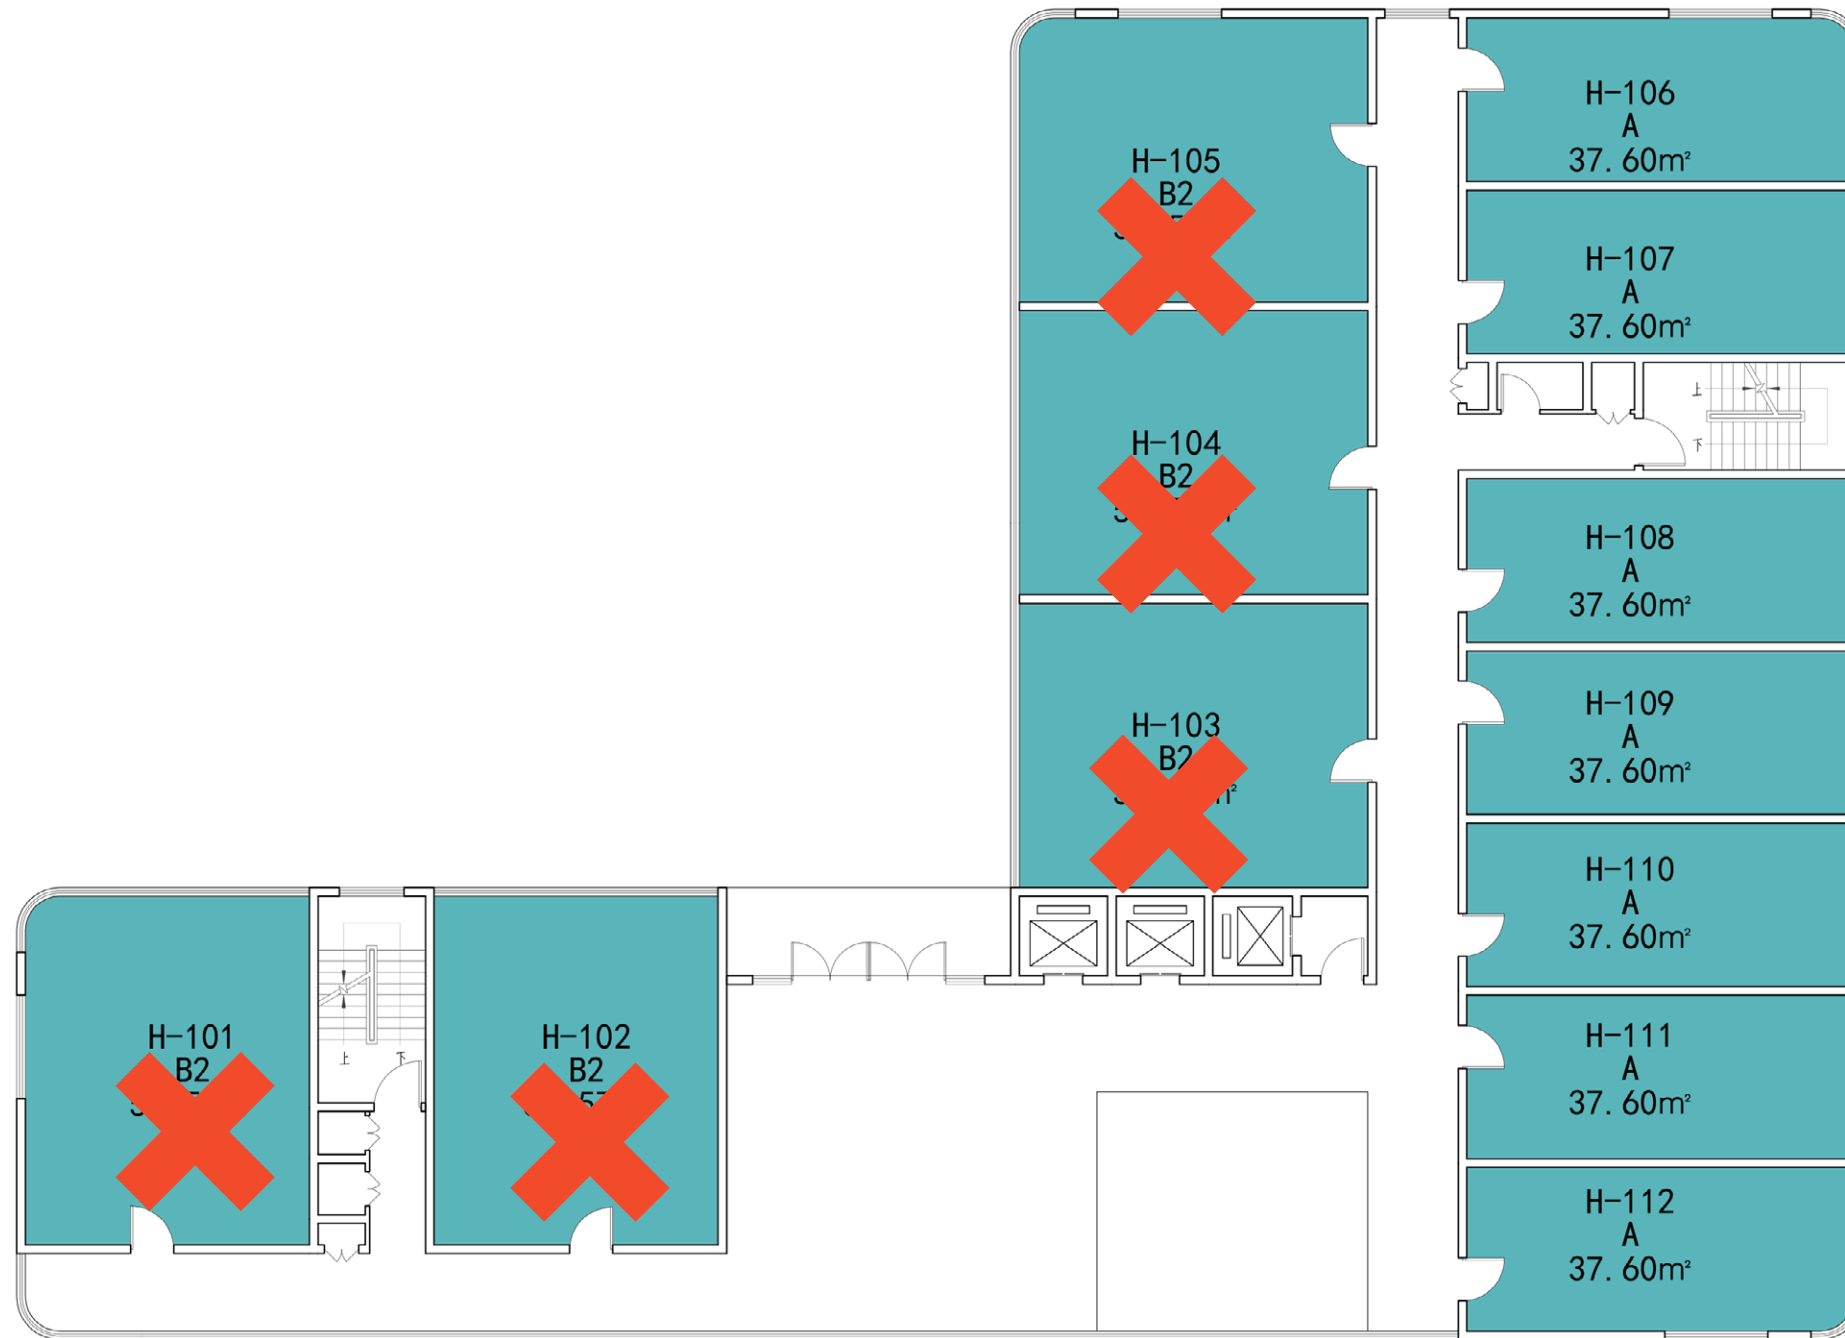 H-106
A
37.60m²
H-105
B2
H-107
A
37.60m²
上
下
H-104
B2
H-108
A
37.60m²
H-109
A
37.60m²
H-103
B2
H-110
A
37.60m²
H-101
B2
上
下
H-102
B2
H-111
A
37.60m²
H-112
A
37.60m²